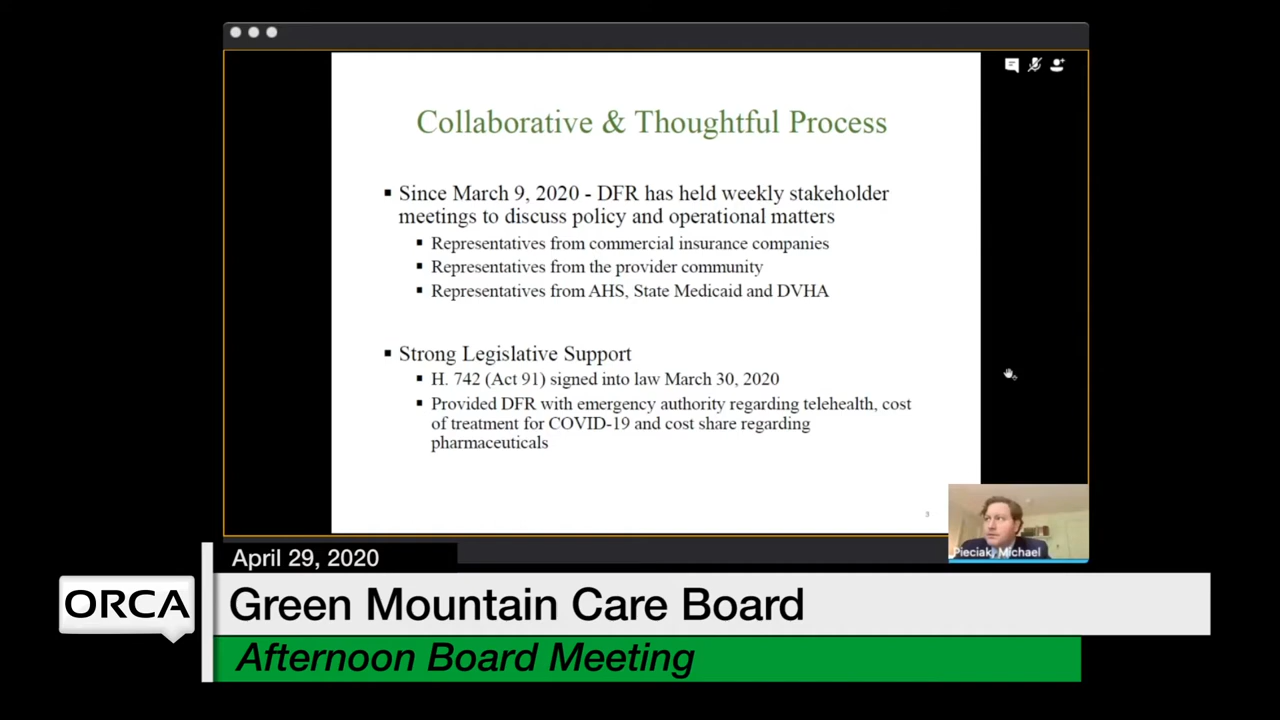 Collaborative & Thoughtful Process
▪ Since March 9, 2020 - DFR has held weekly stakeholder
meetings to discuss policy and operational matters
▪ Representatives from commercial insurance companies
▪ Representatives from the provider community
▪ Representatives from AHS, State Medicaid and DVHA
▪ Strong Legislative Support
▪ H. 742 (Act 91) signed into law March 30, 2020
▪ Provided DFR with emergency authority regarding telehealth, cost
of treatment for COVID-19 and cost share regarding
pharmaceuticals
3
Pieciak, Michael
April 29, 2020
ORCA
Green Mountain Care Board
Afternoon Board Meeting